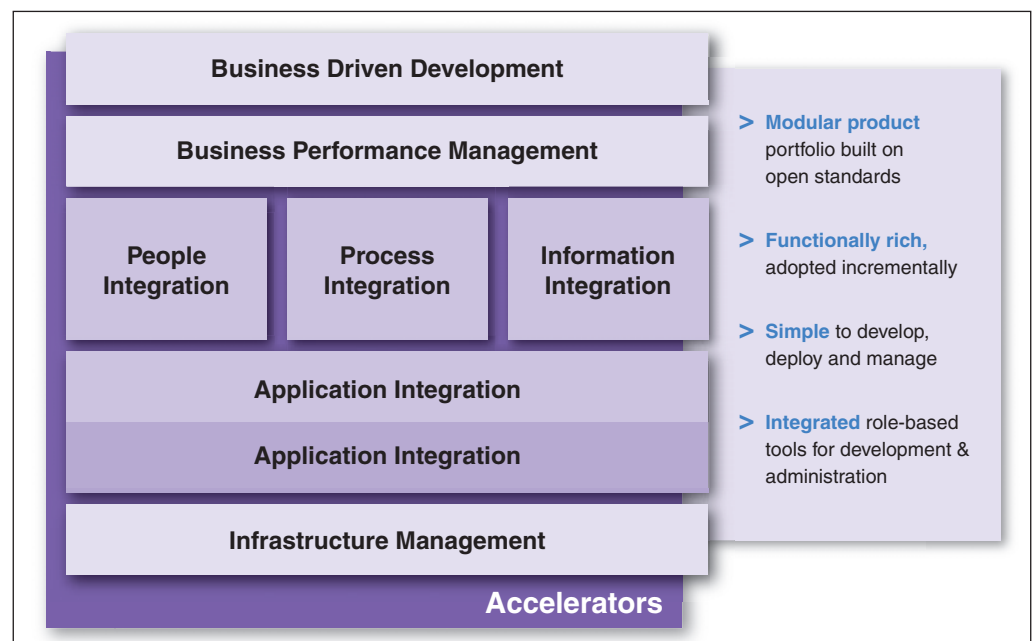 Business Driven Development
Business Performance Management
People
Integration
Process
Integration
Information
Integration
Application Integration
Application Integration
Infrastructure Management
Accelerators
> Modular product
portfolio built on
open standards
> Functionally rich,
adopted incrementally
> Simple to develop,
deploy and manage
> Integrated role-based
tools for development &
administration